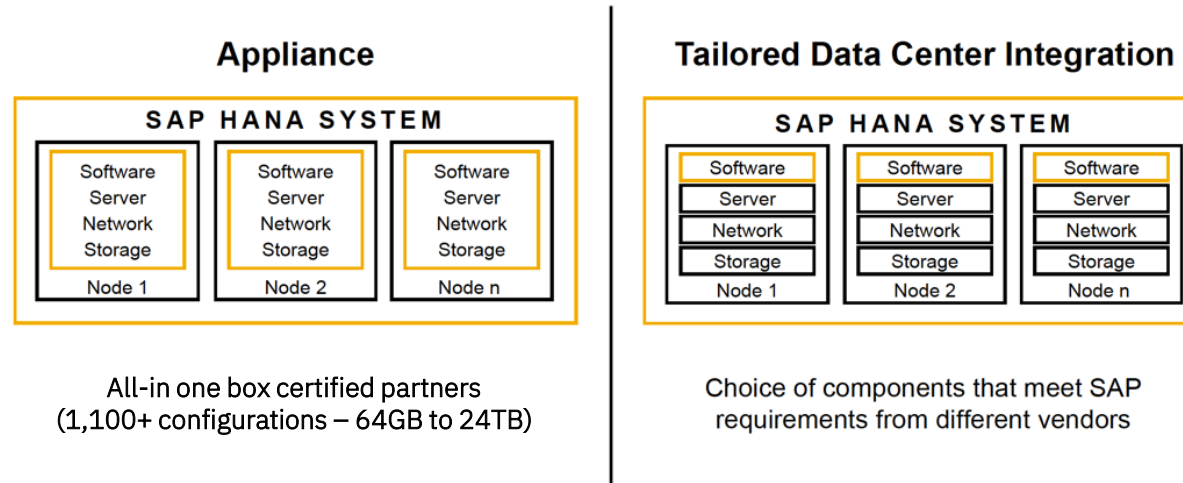 Appliance
SAP HANA SYSTEM
Software
Server
Network
Storage
Node 1
Software
Server
Network
Storage
Node 2
Software
Server
Network
Storage
Node n
All-in one box certified partners
(1,100+ configurations – 64GB to 24TB)
Tailored Data Center Integration
SAP HANA SYSTEM
Software
Server
Network
Storage
Node 1
Software
Server
Network
Storage
Node 2
Software
Server
Network
Storage
Node n
Choice of components that meet SAP
requirements from different vendors